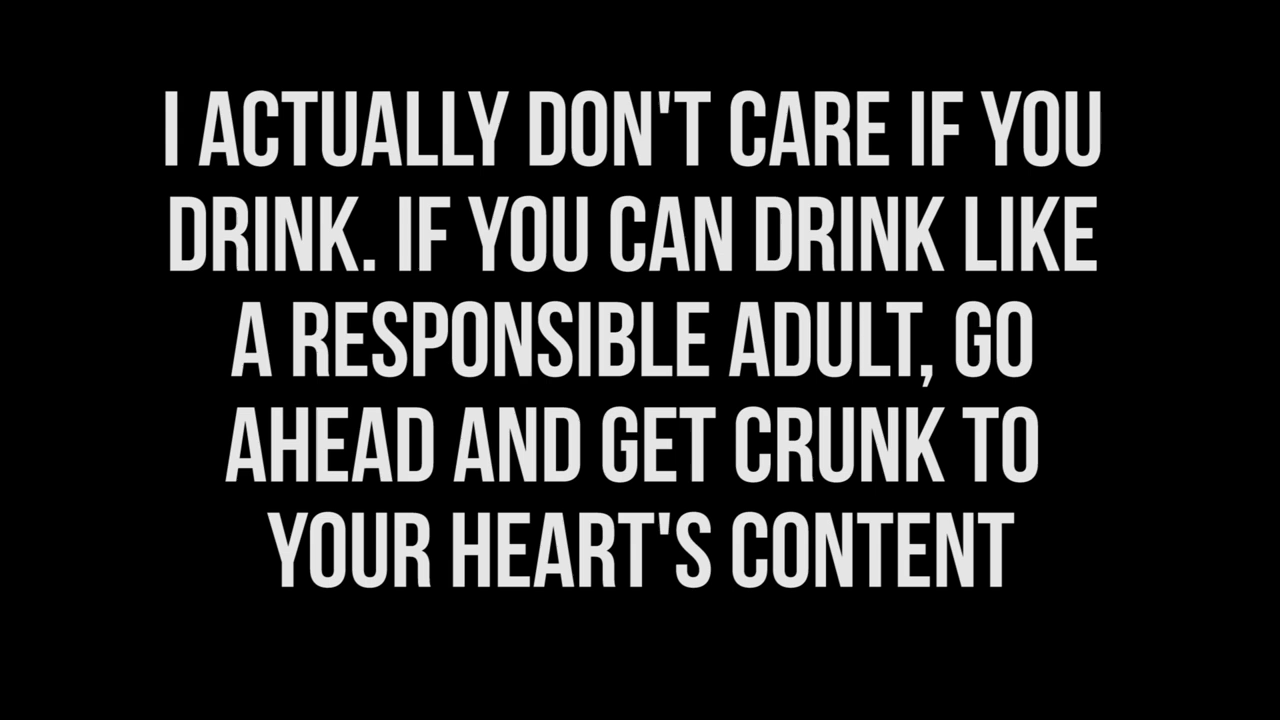 I ACTUALLY DON'T CARE IF YOU
DRINK. IF YOU CAN DRINK LIKE
A RESPONSIBLE ADULT, GO
AHEAD AND GET CRUNK TO
YOUR HEART'S CONTENT